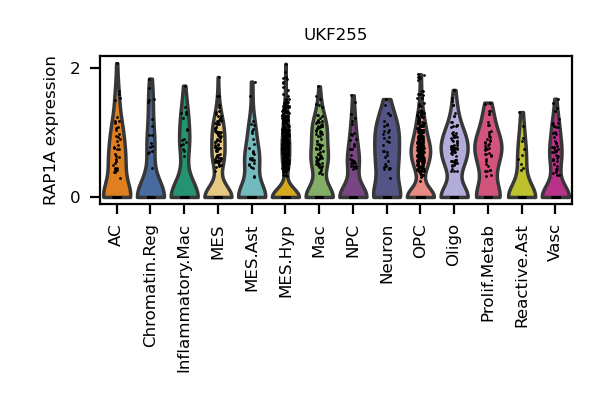 UKF255
RAP1A expression
2
0
AC
Chromatin.Reg
Inflammatory.Mac
MES
MES.Ast
MES.Hyp
Mac
NPC
Neuron
OPC
Oligo
Prolif.Metab
Reactive.Ast
Vasc